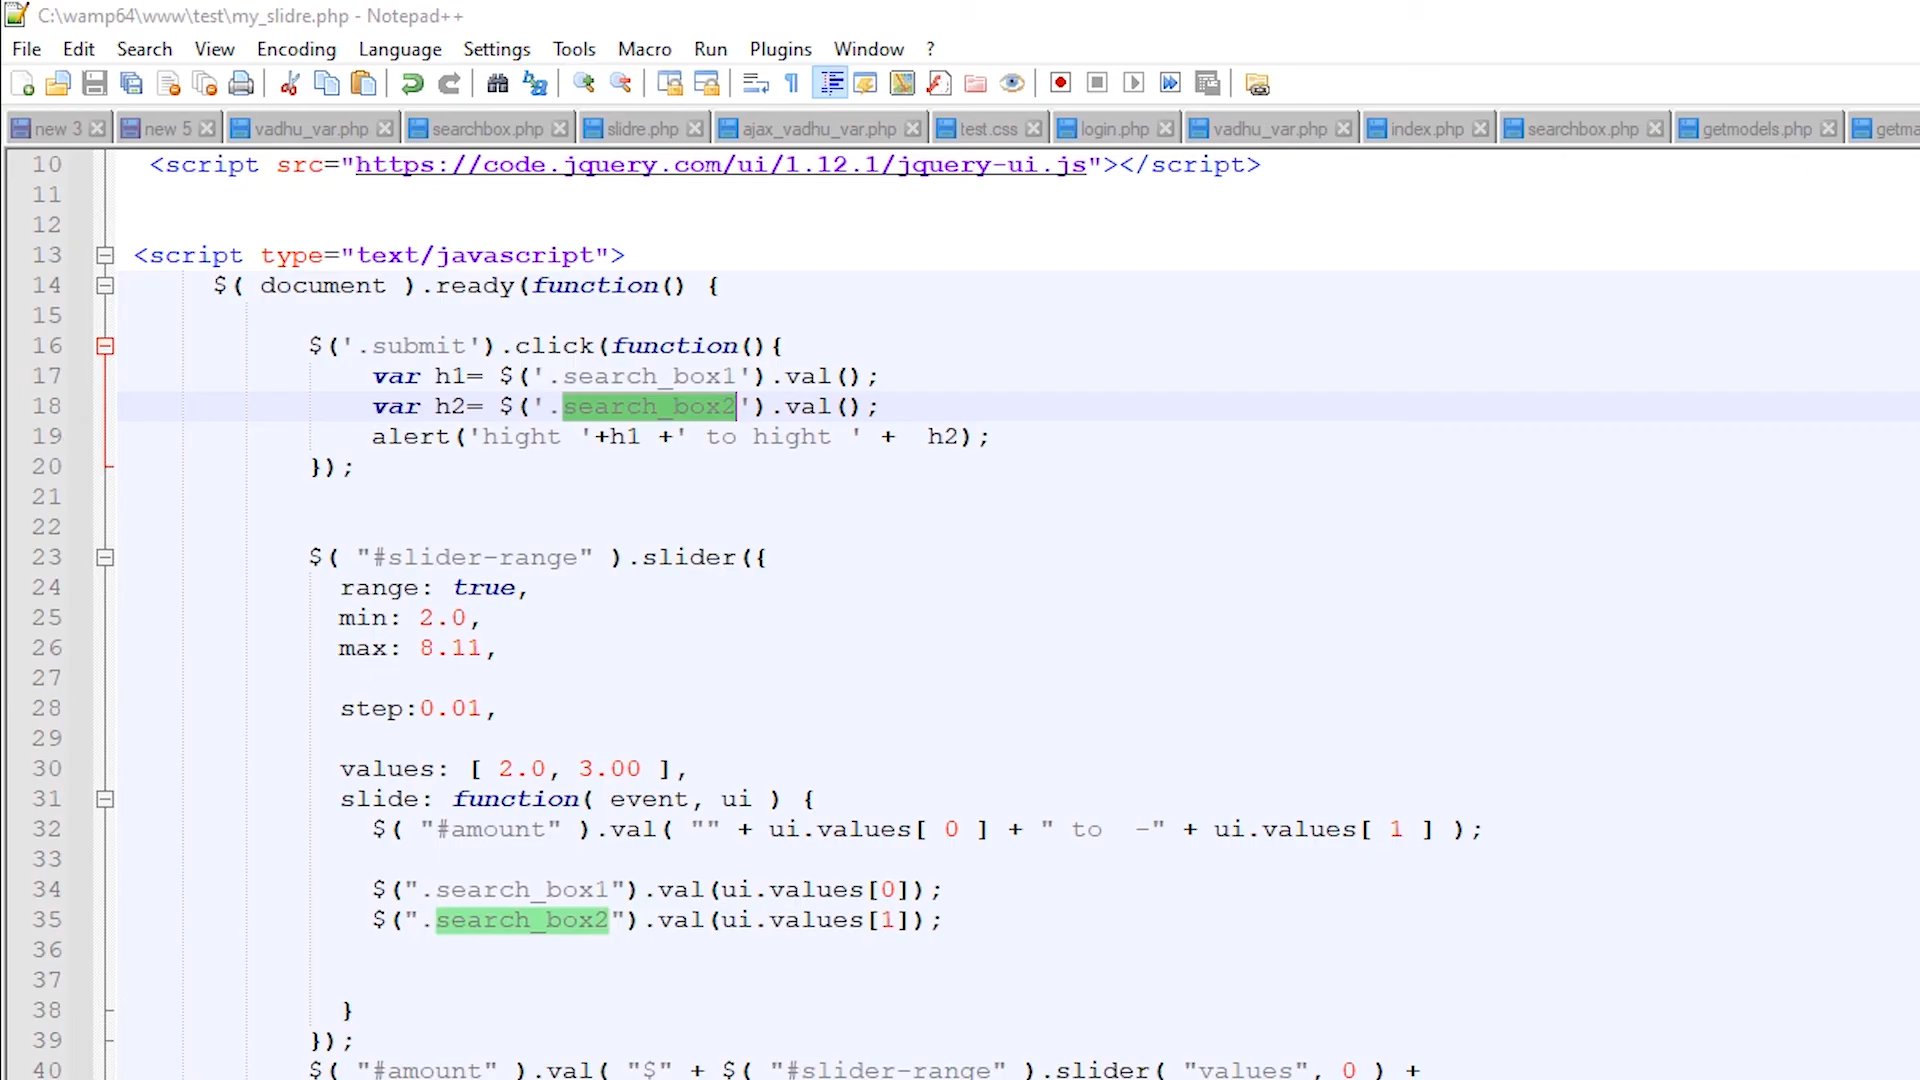 C:\wamp64\www\test\my_slidre.php - Notepad++
File Edit Search View Encoding Language Settings Tools Macro Run Plugins Window ?
new 3 new 5 vadhu_var.php searchbox.php slidre.php ajax_vadhu_var.php test.css login.php vadhu_var.php index.php searchbox.php getmodels.php getma
10 <script src="https://code.jquery.com/ui/1.12.1/jquery-ui.js"></script>
11
12
13 <script type="text/javascript">
14 $( document ).ready(function() {
15
16 $('.submit').click(function(){
17 var h1= $('.search_box1').val();
18 var h2= $('.search_box2').val();
19 alert('hight '+h1 +' to hight ' +  h2);
20 });
21
22
23 $( "#slider-range" ).slider({
24 range: true,
25 min: 2.0,
26 max: 8.11,
27
28 step:0.01,
29
30 values: [ 2.0, 3.00 ],
31 slide: function( event, ui ) {
32 $( "#amount" ).val( "" + ui.values[ 0 ] + " to  -" + ui.values[ 1 ] );
33
34 $(".search_box1").val(ui.values[0]);
35 $(".search_box2").val(ui.values[1]);
36
37
38 }
39 });
40 $( "#amount" ).val( "$" + $( "#slider-range" ).slider( "values", 0 ) +